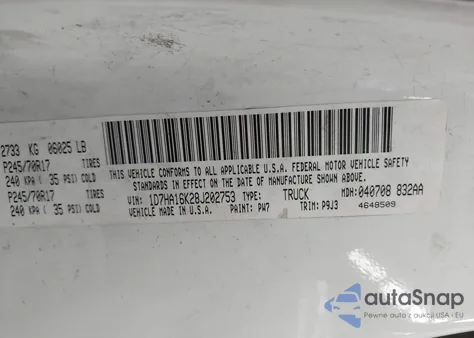 2733 KG 06025 LB
P245/70R17 TIRES
240 KPA ( 35 PSI) COLD
P245/70R17 TIRES
240 KPA ( 35 PSI) COLD
THIS VEHICLE CONFORMS TO ALL APPLICABLE U.S.A. FEDERAL MOTOR VEHICLE SAFETY
STANDARDS IN EFFECT ON THE DATE OF MANUFACTURE SHOWN ABOVE.
VIN: 1D7HA16K28J202753 TYPE: TRUCK MDH: 040708 832AA
VEHICLE MADE IN U.S.A. PAINT: PW7 TRIM: P9J3 4648509
autoSnap
Pewne auto z aukcji USA i EU